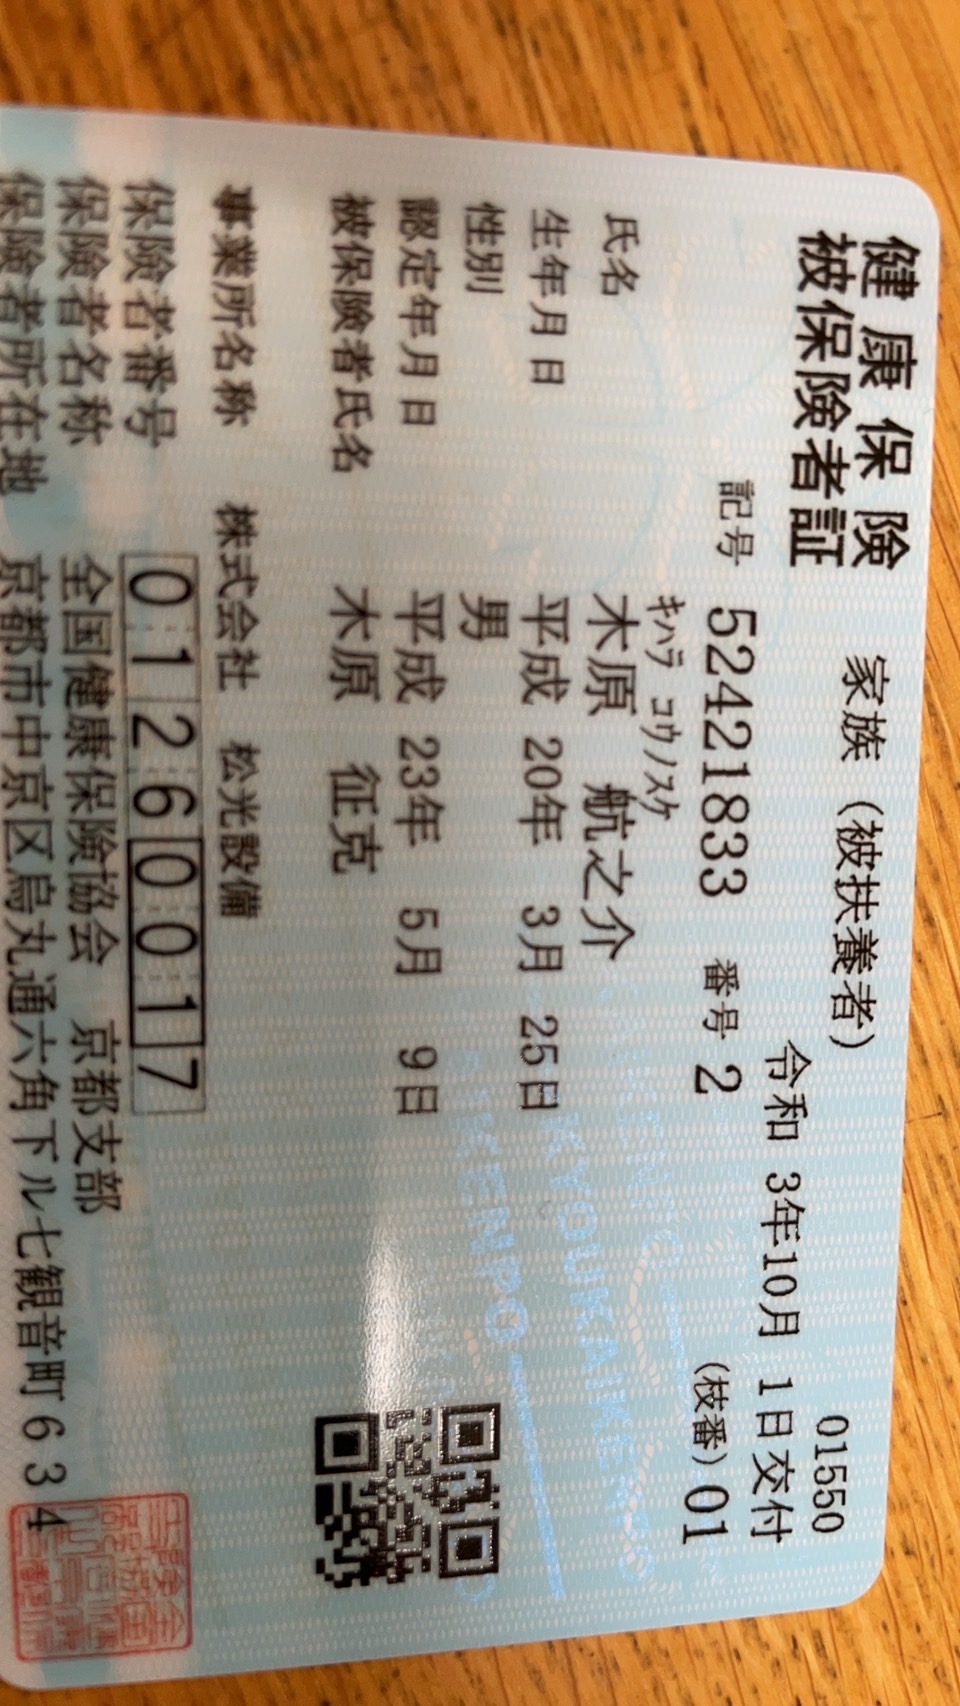 健康保険
被保険者証
家族（被扶養者）
01550
令和 3年10月 1日交付
記号 52421833 番号 2 （枝番）01
ｷﾊﾗ ｺｳﾉｽｹ
氏名 木原 航之介
生年月日 平成 20年 3月 25日
性別 男
認定年月日 平成 23年 5月 9日
被保険者氏名 木原 征克
事業所名称 株式会社 松光設備
保険者番号 01260017
保険者名称 全国健康保険協会 京都支部
保険者所在地 京都市中京区烏丸通六角下ル七観音町634
KYOUKAIKENPO